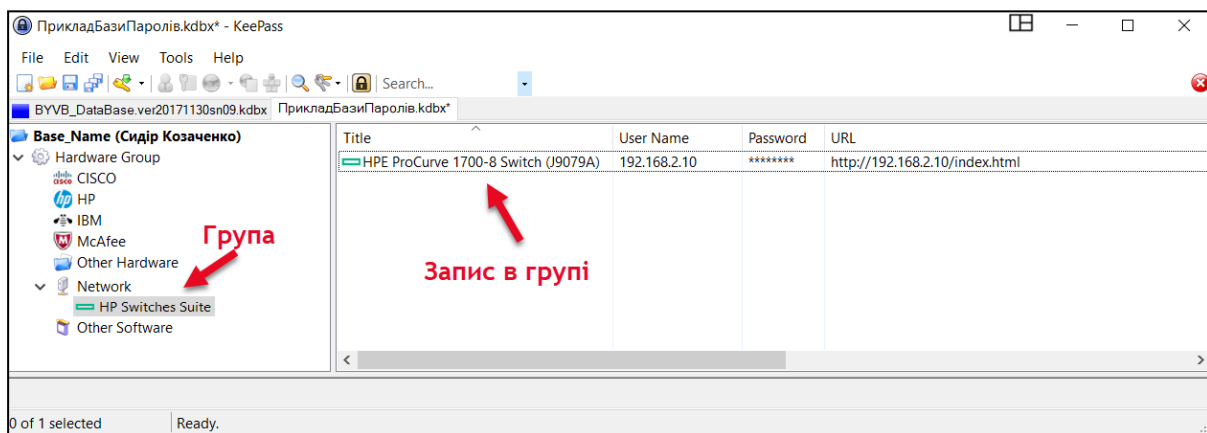 ПрикладБазиПаролів.kdbx* - KeePass
File Edit View Tools Help
Search...
BYVB_DataBase.ver20171130sn09.kdbx ПрикладБазиПаролів.kdbx*
Base_Name (Сидір Козаченко)
Hardware Group
CISCO
HP
IBM
McAfee
Other Hardware
Network
HP Switches Suite
Other Software
Група
Title User Name Password URL
HPE ProCurve 1700-8 Switch (J9079A) 192.168.2.10 ******** http://192.168.2.10/index.html
Запис в групі
0 of 1 selected Ready.